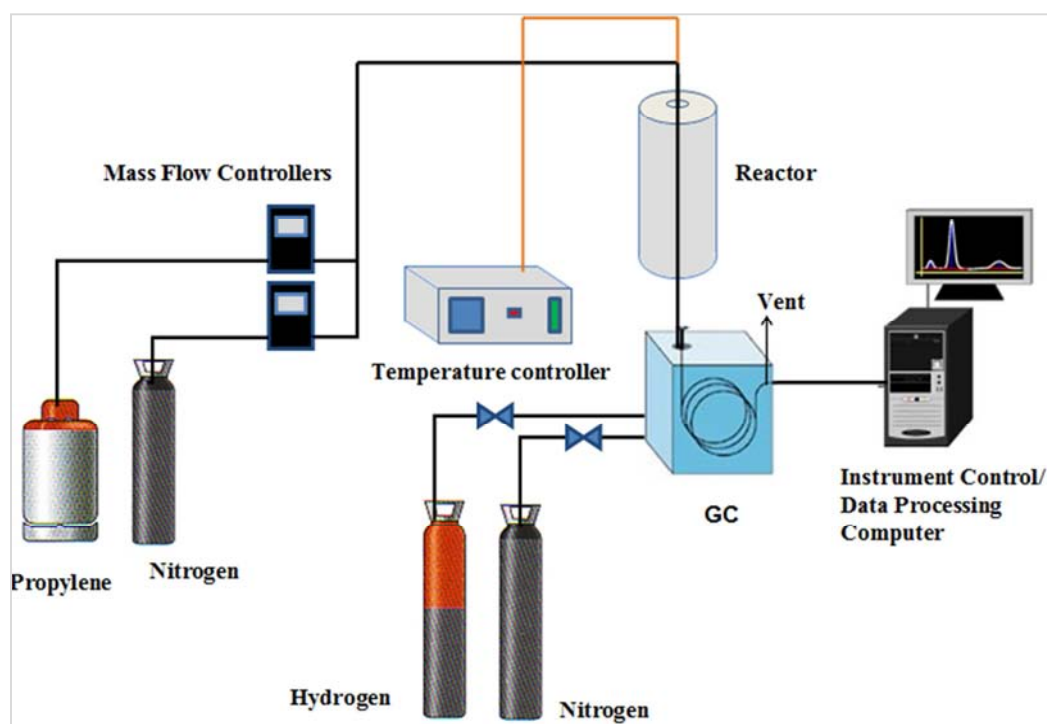 Mass Flow Controllers
Reactor
Vent
Temperature controller
Instrument Control/
Data Processing
Computer
GC
Propylene
Nitrogen
Hydrogen
Nitrogen